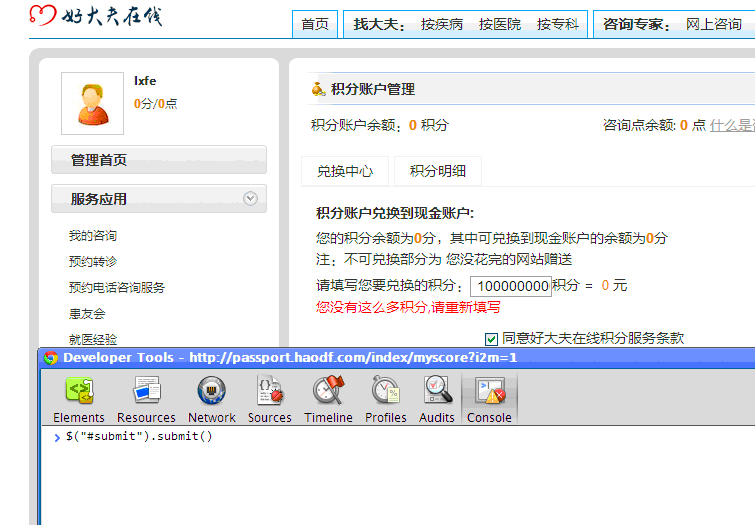 好大夫在线
首页 找大夫： 按疾病 按医院 按专科 咨询专家： 网上咨询
lxfe
0分/0点
管理首页
服务应用
我的咨询
预约转诊
预约电话咨询服务
患友会
就医经验
积分账户管理
积分账户余额：0 积分 咨询点余额: 0 点 什么是
兑换中心 积分明细
积分账户兑换到现金账户:
您的积分余额为0分，其中可兑换到现金账户的余额为0分
注：不可兑换部分为 您没花完的网站赠送
请填写您要兑换的积分： 100000000 积分 = 0 元
您没有这么多积分,请重新填写
同意好大夫在线积分服务条款
Developer Tools - http://passport.haodf.com/index/myscore?i2m=1
Elements Resources Network Sources Timeline Profiles Audits Console
> $("#submit").submit()